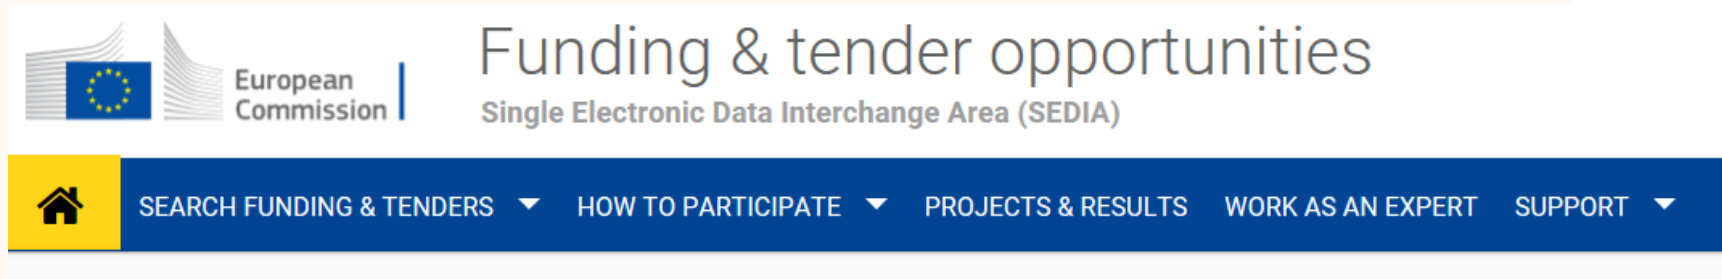 European
Commission
Funding & tender opportunities
Single Electronic Data Interchange Area (SEDIA)
SEARCH FUNDING & TENDERS HOW TO PARTICIPATE PROJECTS & RESULTS WORK AS AN EXPERT SUPPORT